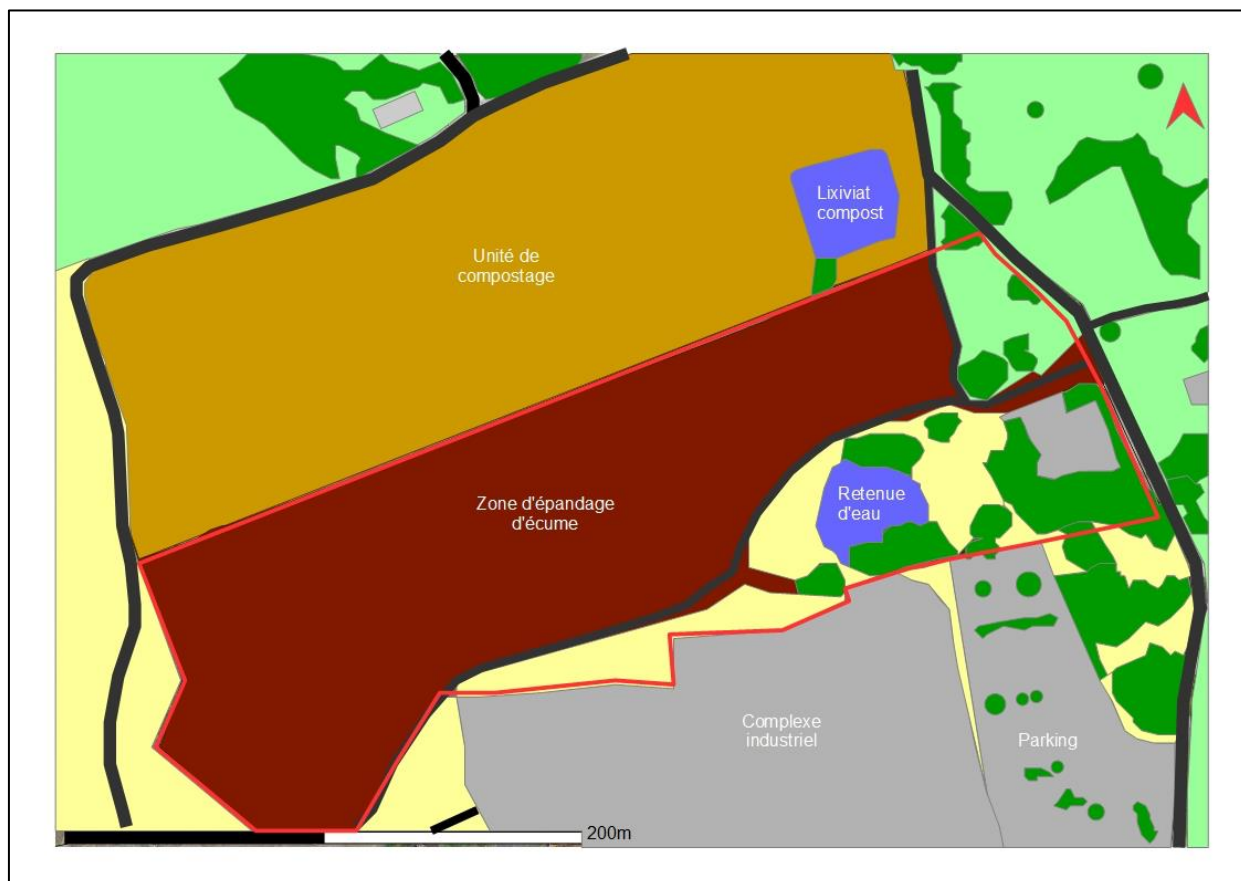 Lixiviat
compost
Unité de
compostage
Zone d'épandage
d'écume
Retenue
d'eau
Complexe
industriel
Parking
200m